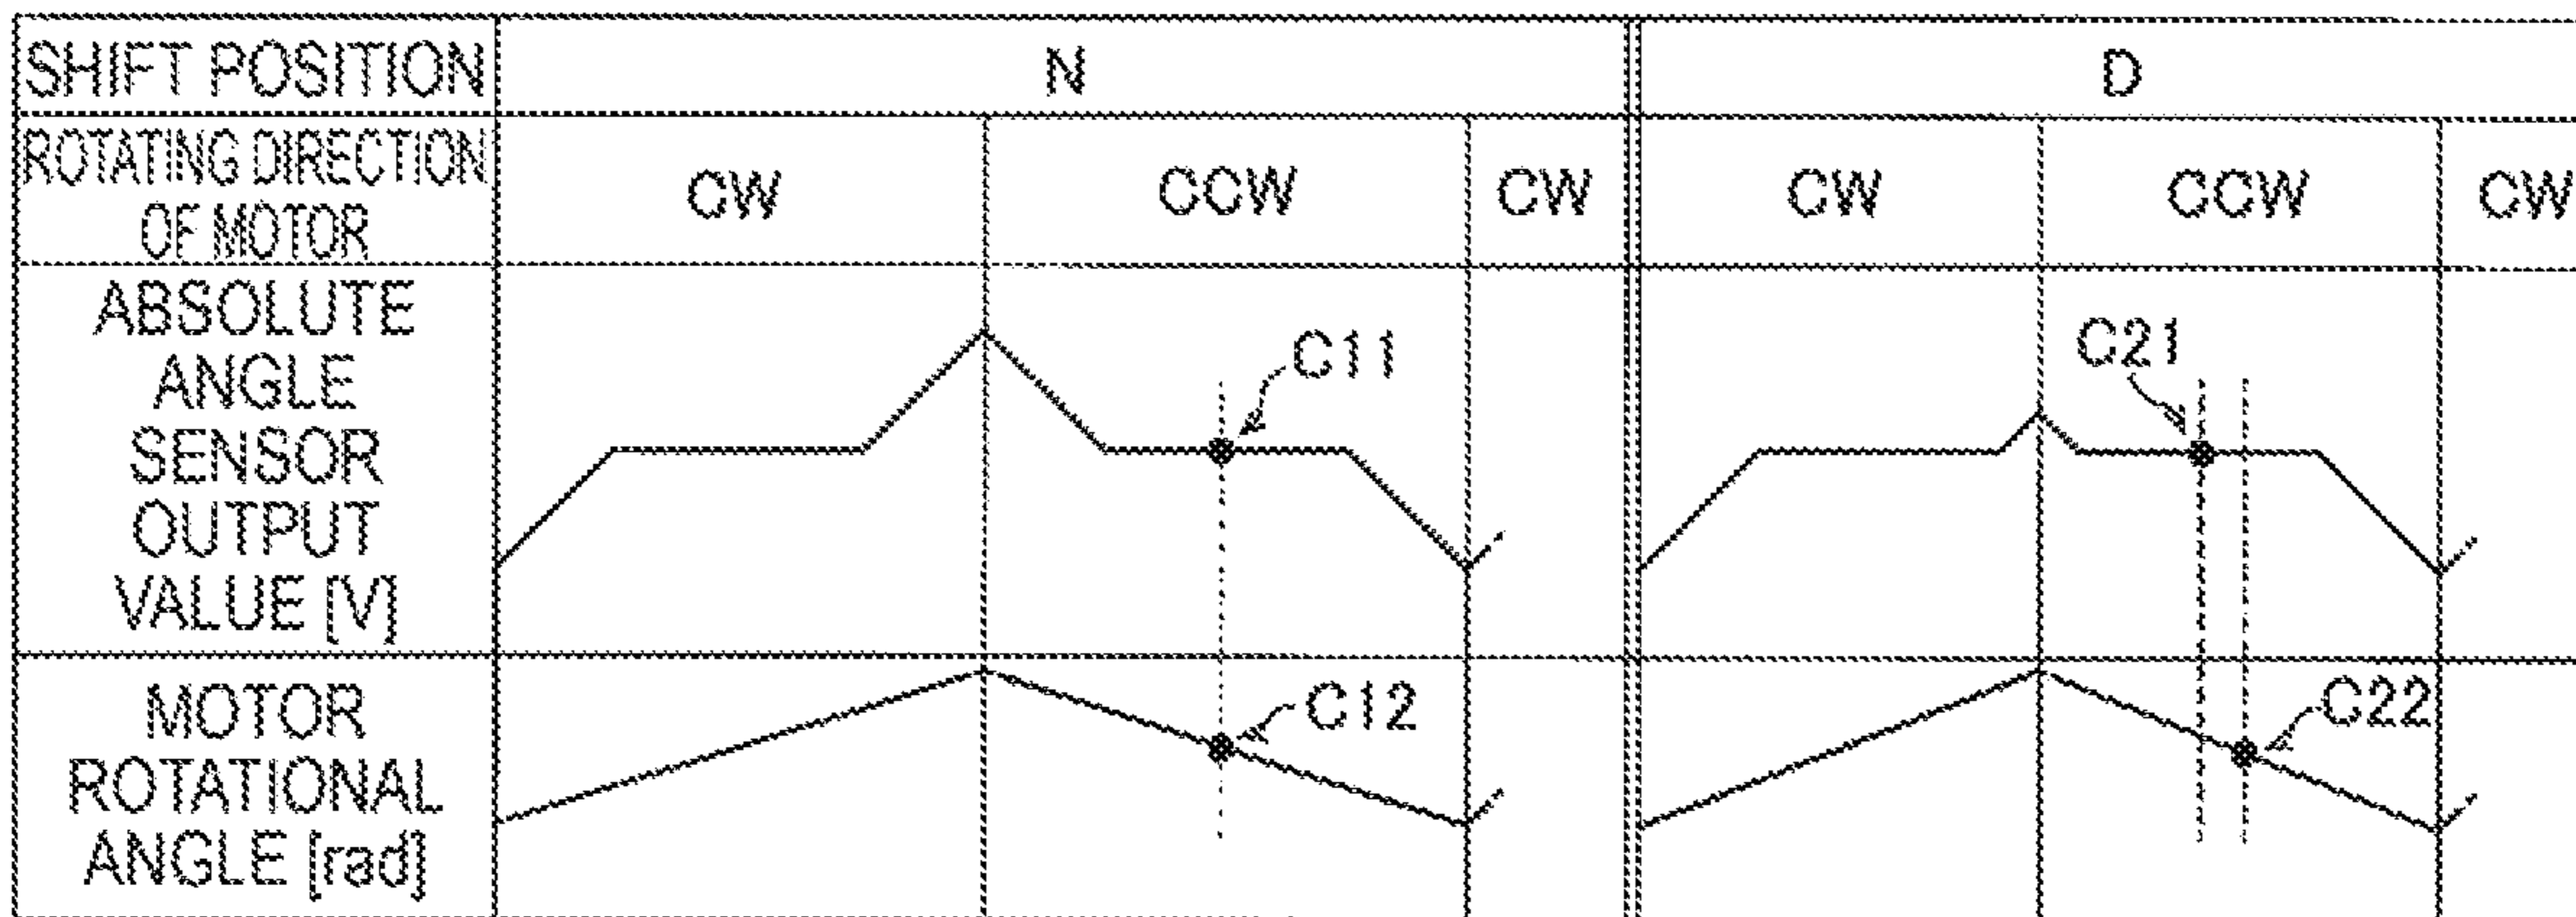 SHIFT POSITION N D
ROTATING DIRECTION
OF MOTOR
CW CCW CW CW CCW CW
ABSOLUTE
ANGLE
SENSOR
OUTPUT
VALUE [V]
C11
C21
MOTOR
ROTATIONAL
ANGLE [rad]
C12
C22